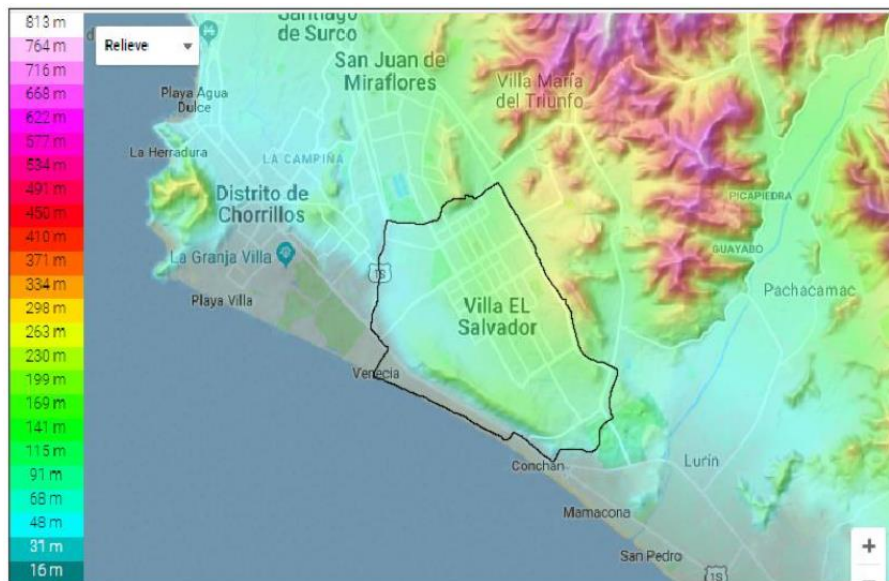 813 m
764 m
716 m
668 m
622 m
577 m
534 m
491 m
450 m
410 m
371 m
334 m
298 m
263 m
230 m
199 m
169 m
141 m
115 m
91 m
68 m
48 m
31 m
16 m
Relieve
Santiago
de Surco
San Juan de
Miraflores
Villa María
del Triunfo
Playa Agua
Dulce
La Herradura
LA CAMPIÑA
Distrito de
Chorrillos
La Granja Villa
1S
Playa Villa
Villa EL
Salvador
Venecia
PICAPIEDRA
GUAYABO
Pachacamac
Conchán
Lurín
Mamacona
San Pedro
1S
+